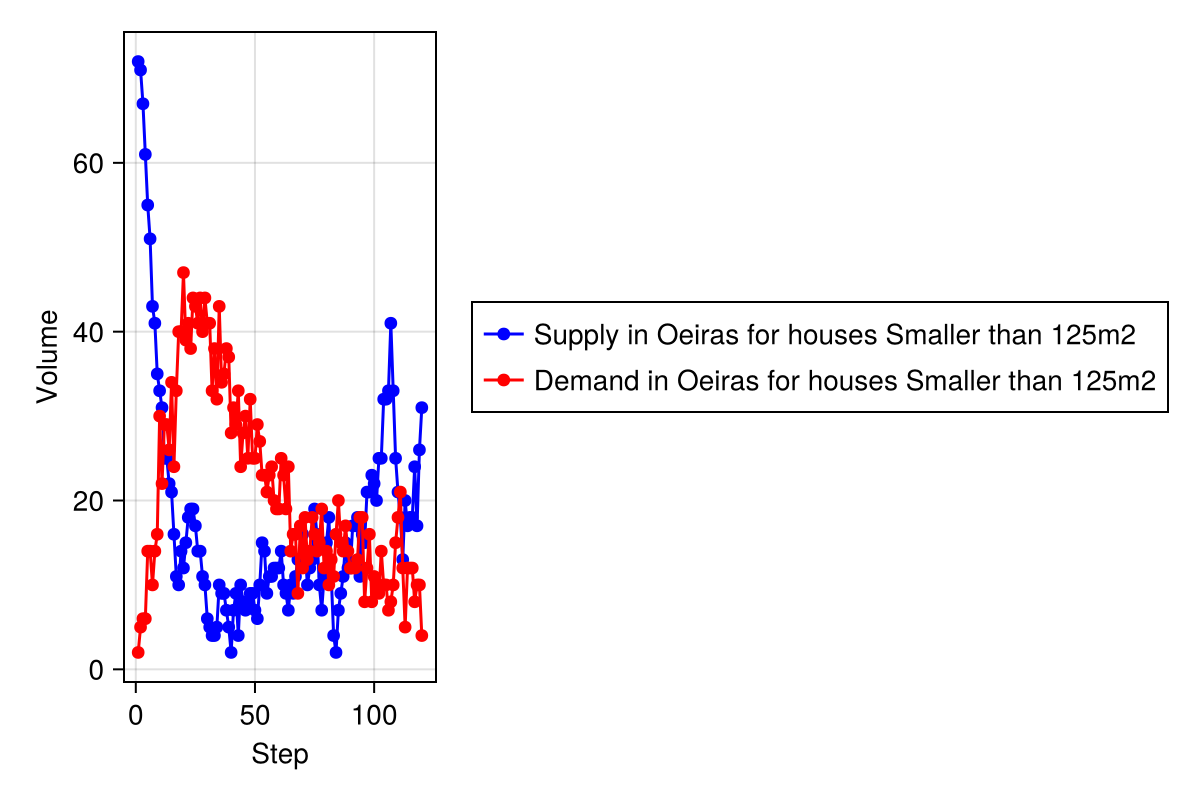 60
40
20
0
Volume
0 50 100
Step
Supply in Oeiras for houses Smaller than 125m2
Demand in Oeiras for houses Smaller than 125m2